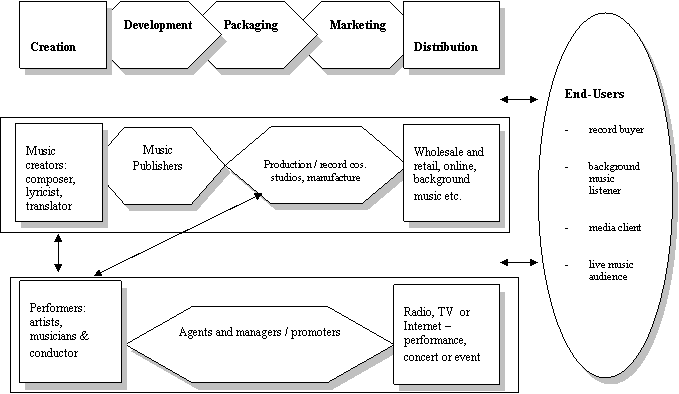 Creation
Development
Packaging
Marketing
Distribution
End-Users
- record buyer
- background
music
listener
- media client
- live music
audience
Music
creators:
composer,
lyricist,
translator
Music
Publishers
Production / record cos.
studios, manufacture
Wholesale and
retail, online,
background
music etc.
Performers:
artists,
musicians &
conductor
Agents and managers / promoters
Radio, TV or
Internet –
performance,
concert or event